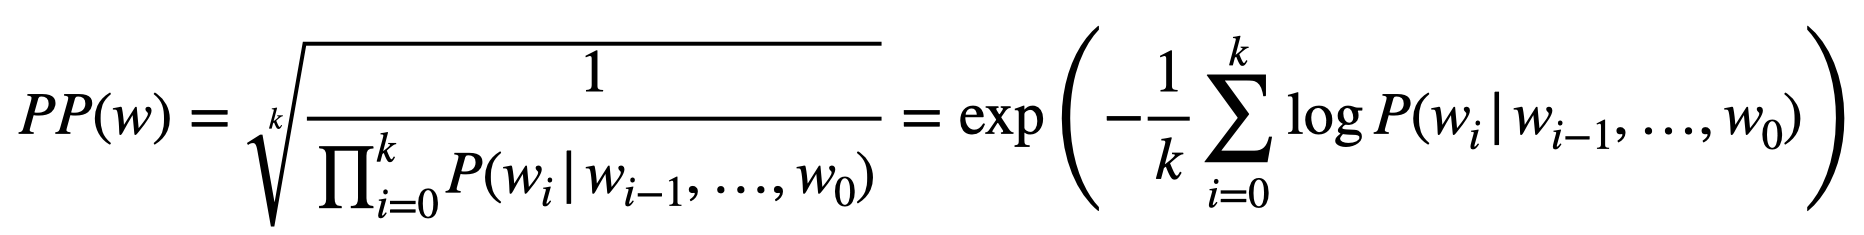 PP(w) = \sqrt[k]{\frac{1}{\prod_{i=0}^{k} P(w_i | w_{i-1}, \ldots, w_0)}} = \exp\left(-\frac{1}{k} \sum_{i=0}^{k} \log P(w_i | w_{i-1}, \ldots, w_0)\right)